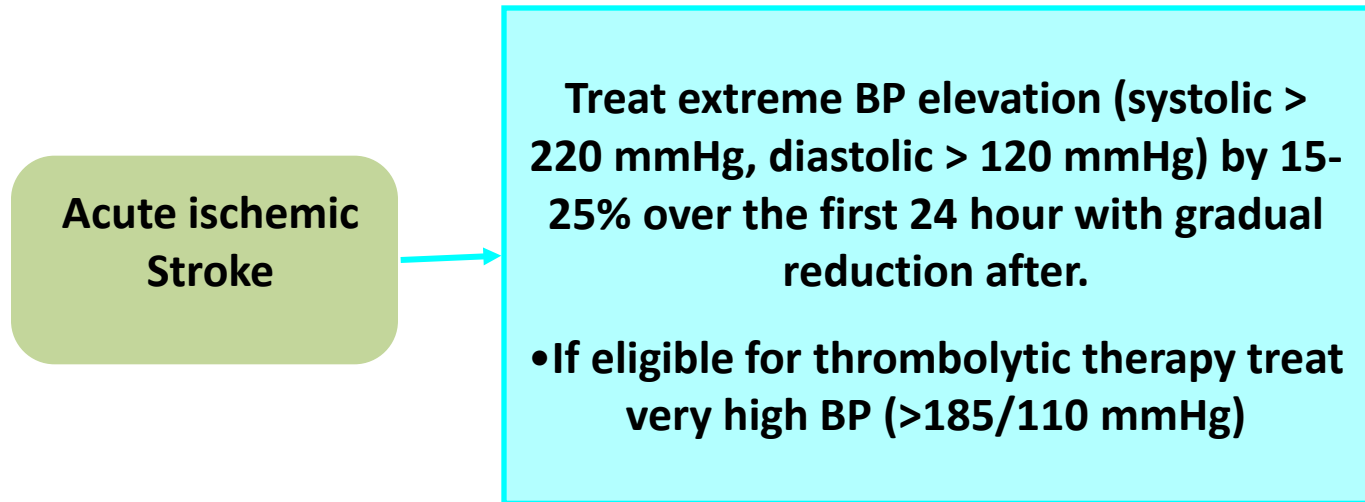 Acute ischemic
Stroke
Treat extreme BP elevation (systolic >
220 mmHg, diastolic > 120 mmHg) by 15-
25% over the first 24 hour with gradual
reduction after.
•If eligible for thrombolytic therapy treat
very high BP (>185/110 mmHg)